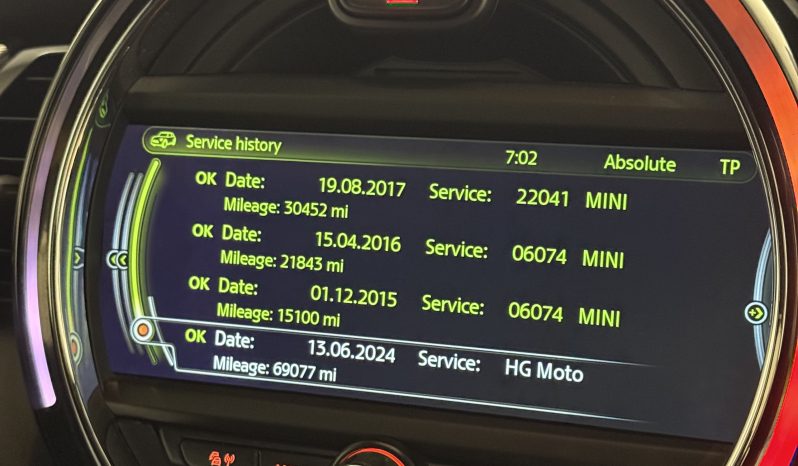 Service history 7:02 Absolute TP
OK Date: 19.08.2017 Service: 22041 MINI
Mileage: 30452 mi
OK Date: 15.04.2016 Service: 06074 MINI
Mileage: 21843 mi
OK Date: 01.12.2015 Service: 06074 MINI
Mileage: 15100 mi
OK Date: 13.06.2024 Service: HG Moto
Mileage: 69077 mi